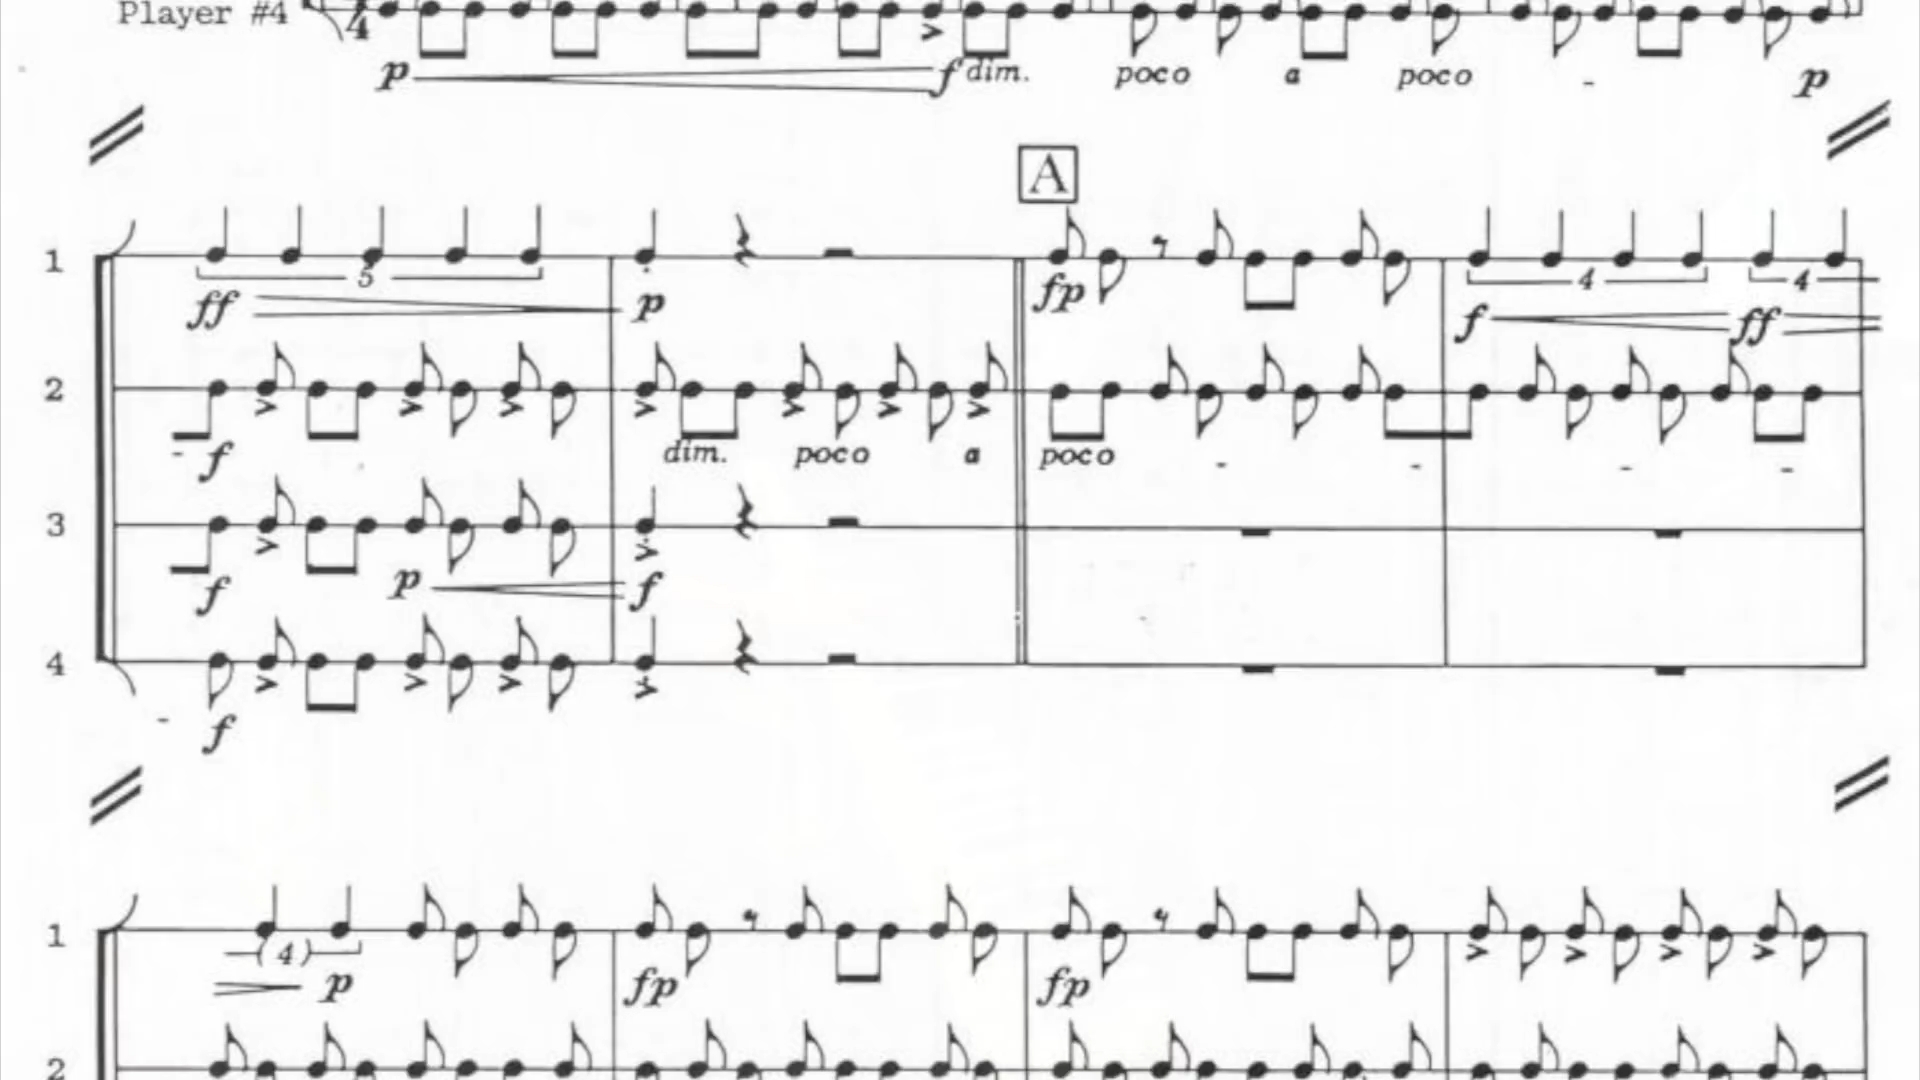 Player #4
4
p f dim. poco a poco - p
A
1
5
4 4
ff p fp f ff
2
- f dim. poco a poco - - - -
3
f p f
4
- f
1
(4)
p fp fp
2